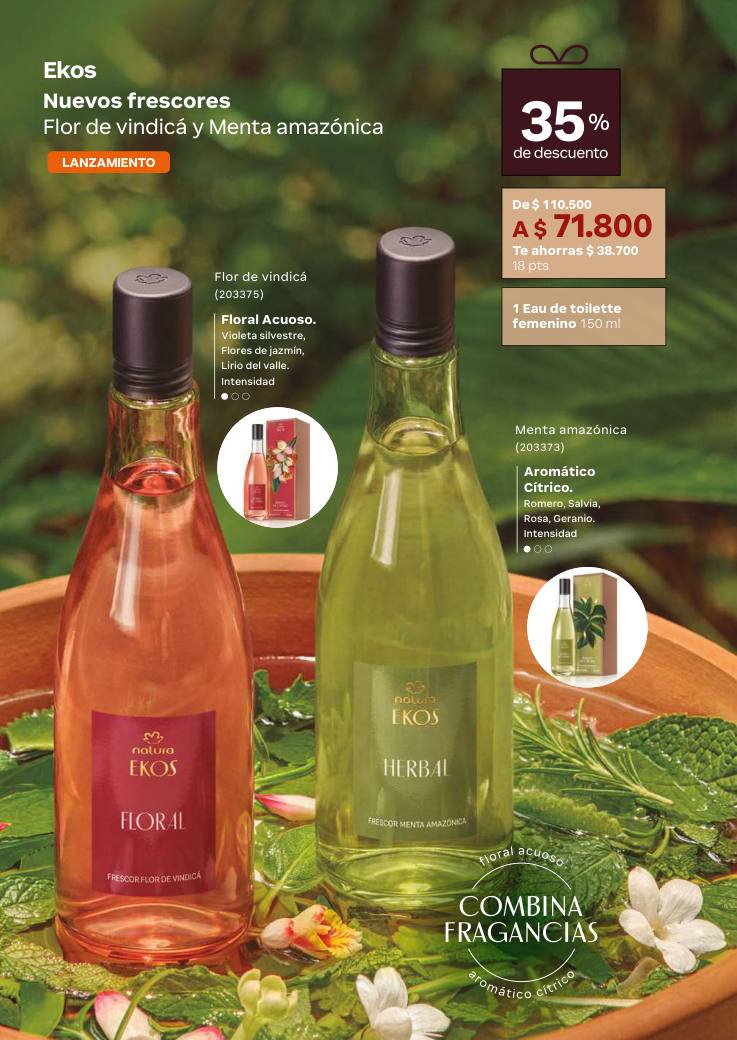 Ekos
Nuevos frescores
Flor de vindicá y Menta amazónica
LANZAMIENTO
35%
de descuento
De $ 110.500
A $ 71.800
Te ahorras $ 38.700
18 pts
1 Eau de toilette
femenino 150 ml
Flor de vindicá
(203375)
Floral Acuoso.
Violeta silvestre,
Flores de jazmín,
Lirio del valle.
Intensidad
Menta amazónica
(203373)
Aromático
Cítrico.
Romero, Salvia,
Rosa, Geranio.
Intensidad
natura
EKOS
FLORAL
FRESCOR FLOR DE VINDICÁ
natura
EKOS
HERBAL
FRESCOR MENTA AMAZÓNICA
floral acuoso.
COMBINA
FRAGANCIAS
aromático cítrico